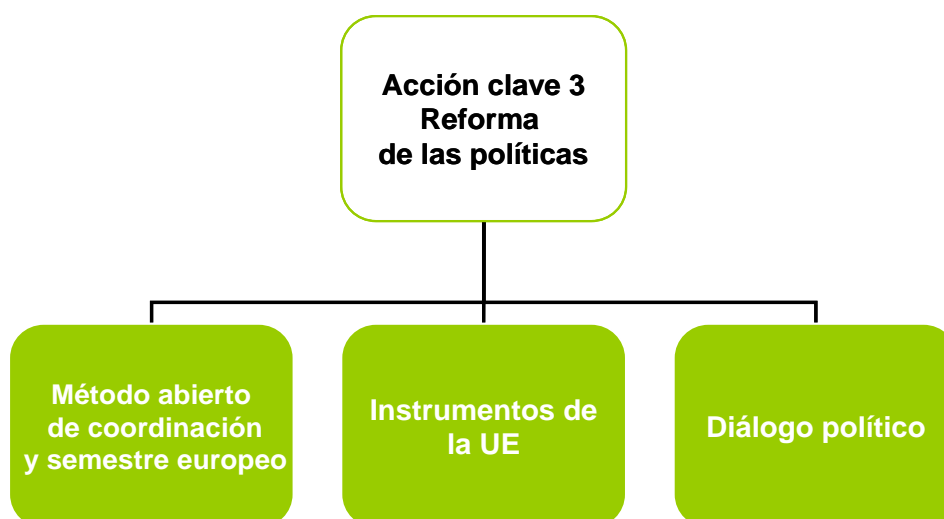 Acción clave 3
Reforma
de las políticas
Método abierto
de coordinación
y semestre europeo
Instrumentos de
la UE
Diálogo político